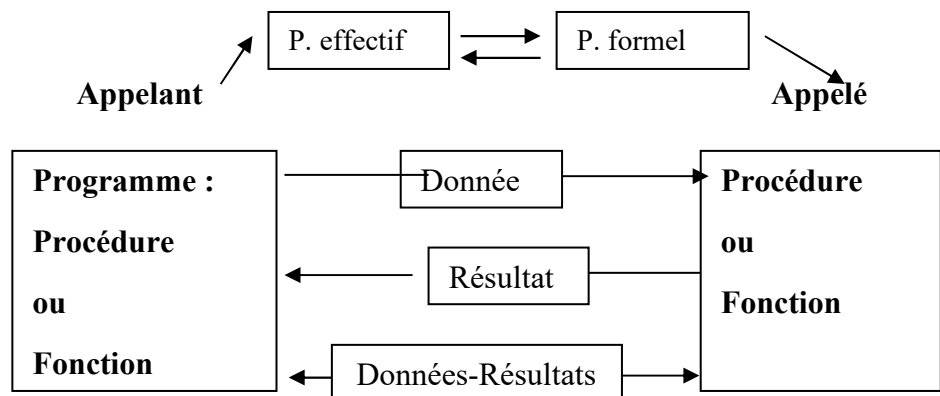 P. effectif
P. formel
Appelant
Appelé
Programme :
Procédure
ou
Fonction
Donnée
Résultat
Données-Résultats
Procédure
ou
Fonction